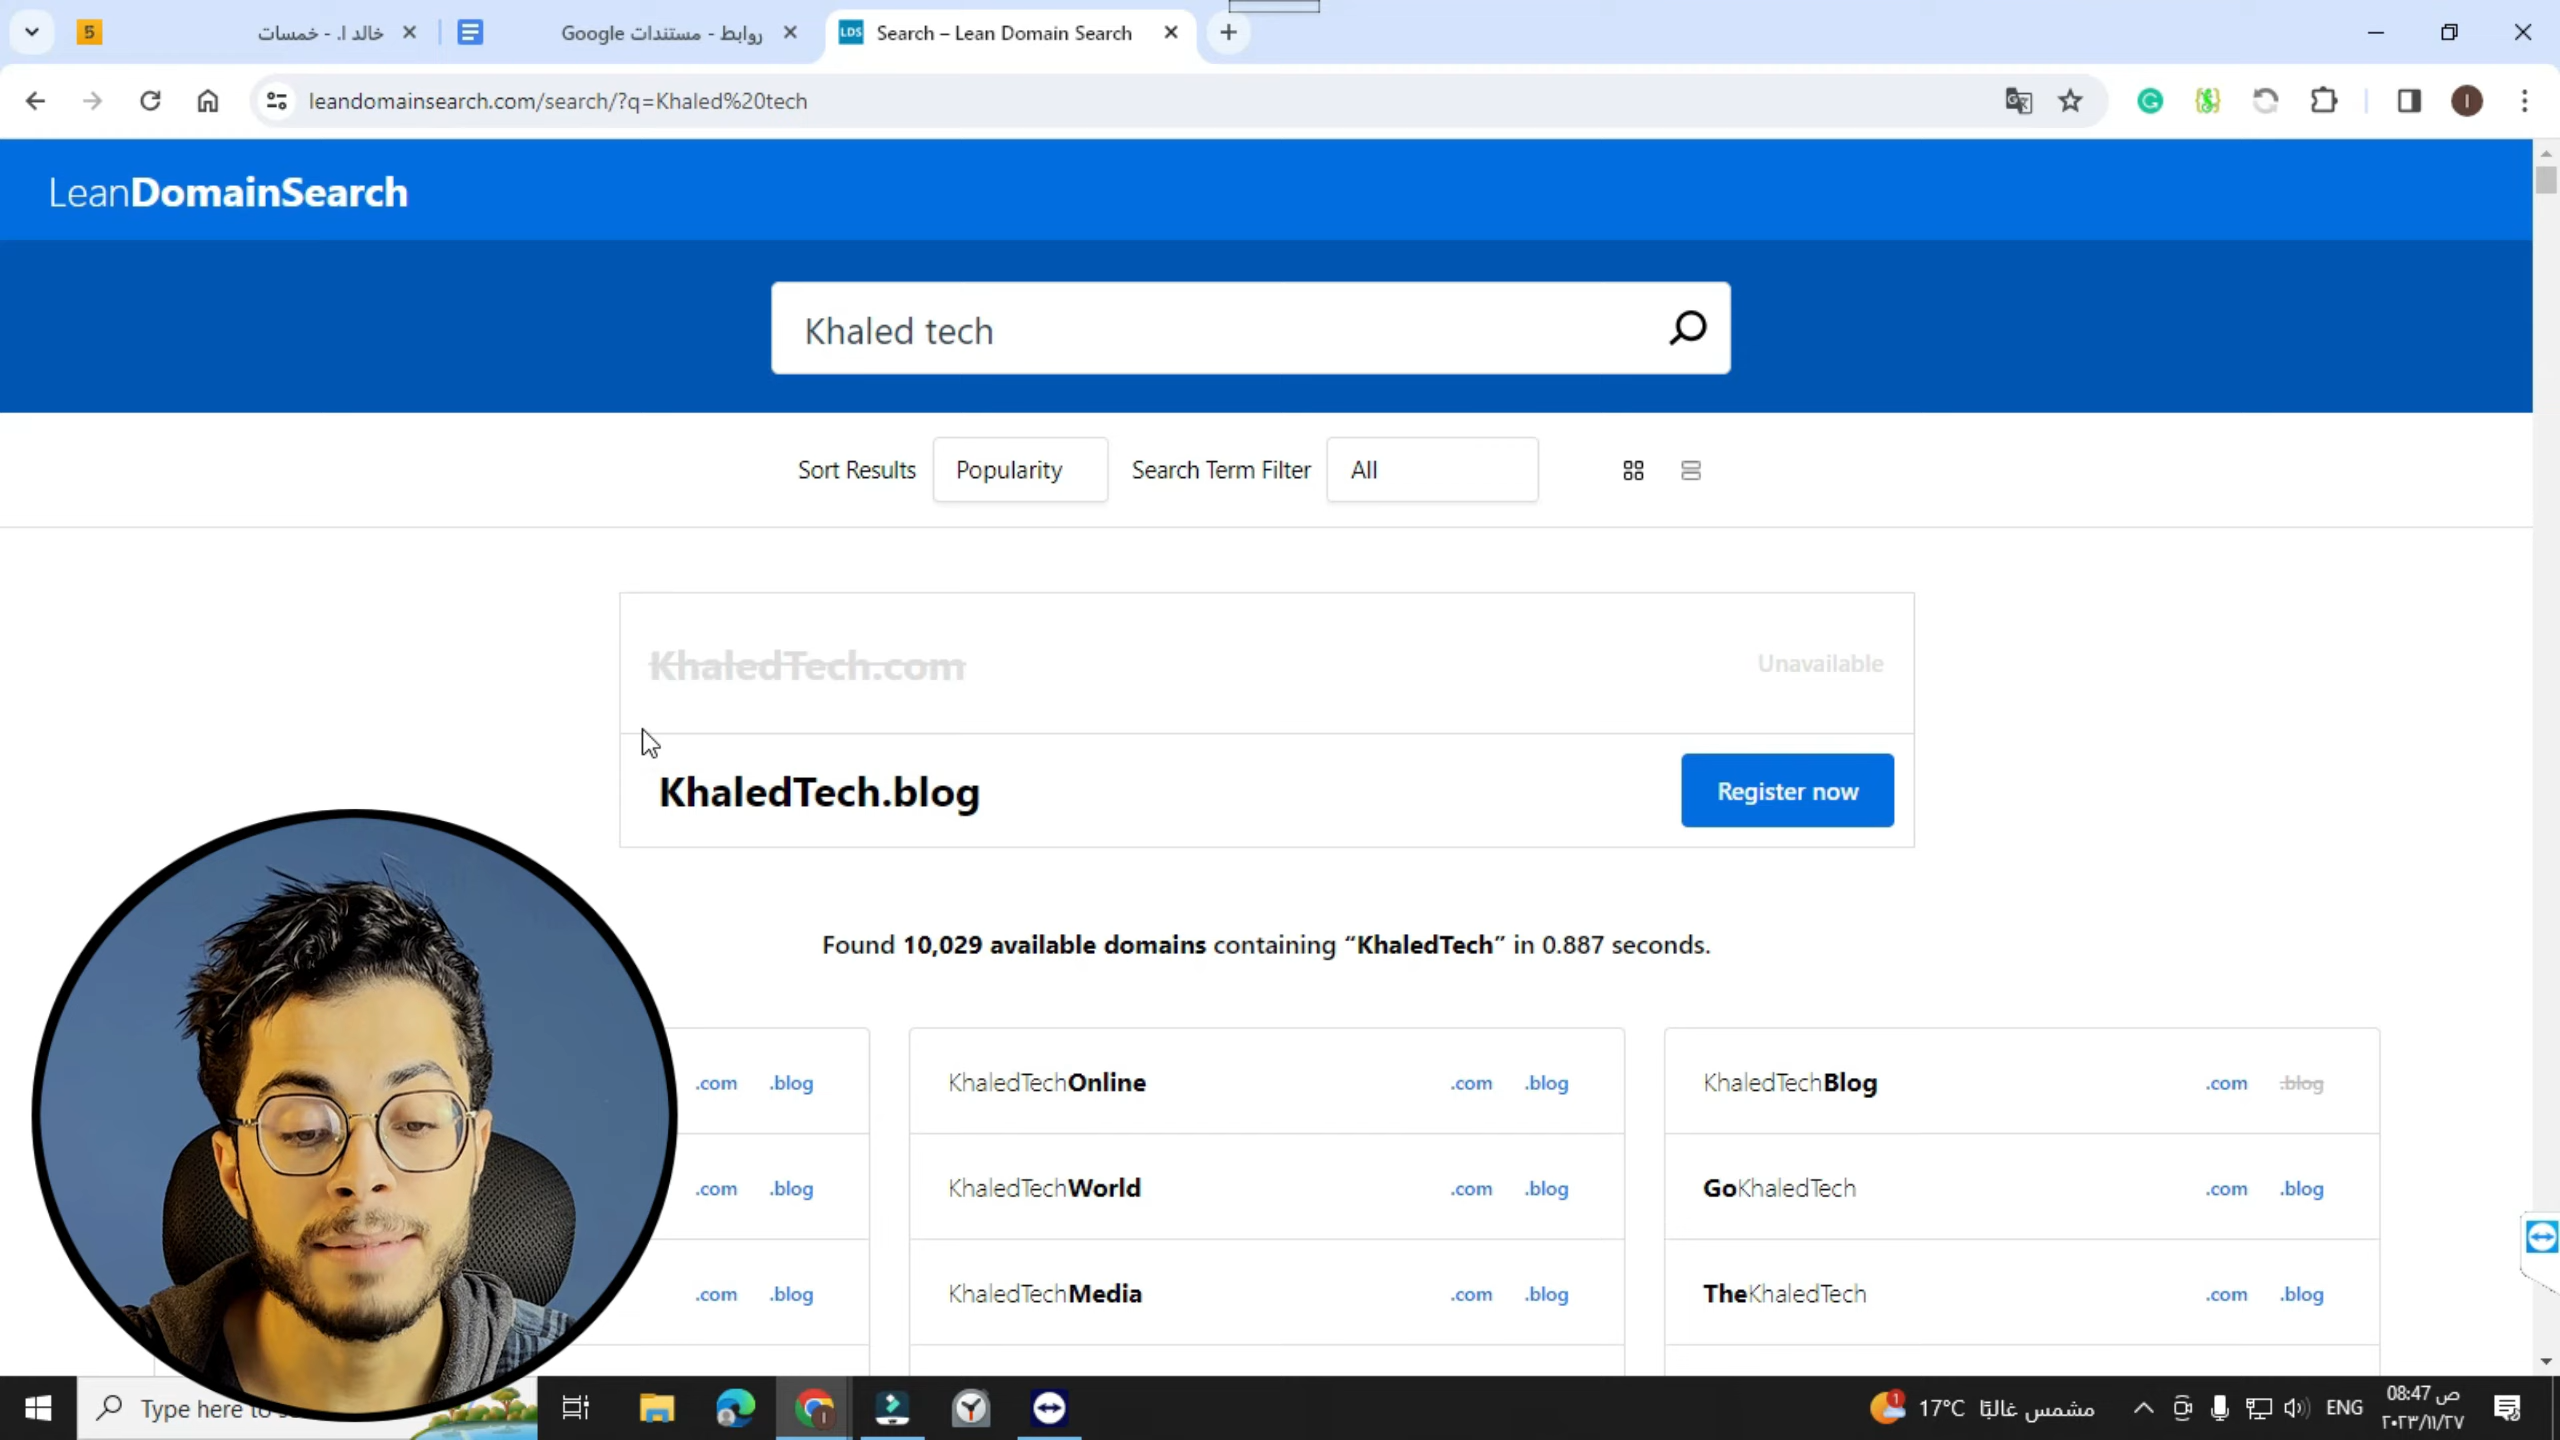 5
خالد ا. - خمسات
روابط - مستندات Google
LDS
Search – Lean Domain Search
leandomainsearch.com/search/?q=Khaled%20tech
I
LeanDomainSearch
Khaled tech
Sort Results
Popularity
Search Term Filter
All
KhaledTech.com
Unavailable
KhaledTech.blog
Register now
Found 10,029 available domains containing “KhaledTech” in 0.887 seconds.
.com .blog
KhaledTechOnline .com .blog
KhaledTechBlog .com .blog
.com .blog
KhaledTechWorld .com .blog
GoKhaledTech .com .blog
.com .blog
KhaledTechMedia .com .blog
TheKhaledTech .com .blog
Type here to
1
17°C مشمس غالبًا
ENG
08:47 ص
٢٠٢٣/١١/٢٧